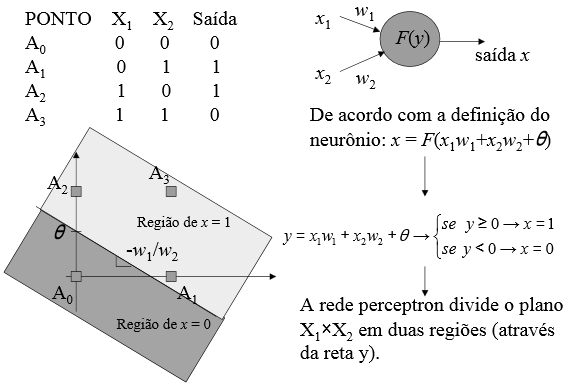 PONTO X1 X2 Saída
A0 0 0 0
A1 0 1 1
A2 1 0 1
A3 1 1 0
x1 w1
F(y)
saída x
x2 w2
De acordo com a definição do
neurônio: x = F(x1w1+x2w2+θ)
y = x1w1 + x2w2 + θ → { se y ≥ 0 → x = 1
se y < 0 → x = 0
A rede perceptron divide o plano
X1×X2 em duas regiões (através
da reta y).
A2
A3
Região de x = 1
θ
-w1/w2
A0
A1
Região de x = 0